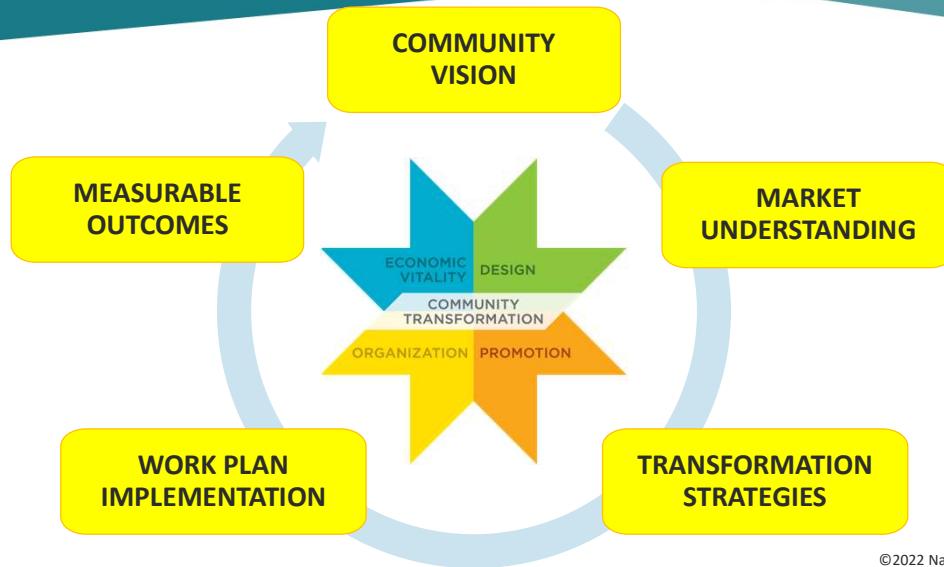 COMMUNITY
VISION
MARKET
UNDERSTANDING
TRANSFORMATION
STRATEGIES
WORK PLAN
IMPLEMENTATION
MEASURABLE
OUTCOMES
ECONOMIC
VITALITY
DESIGN
COMMUNITY
TRANSFORMATION
ORGANIZATION
PROMOTION
©2022 Na